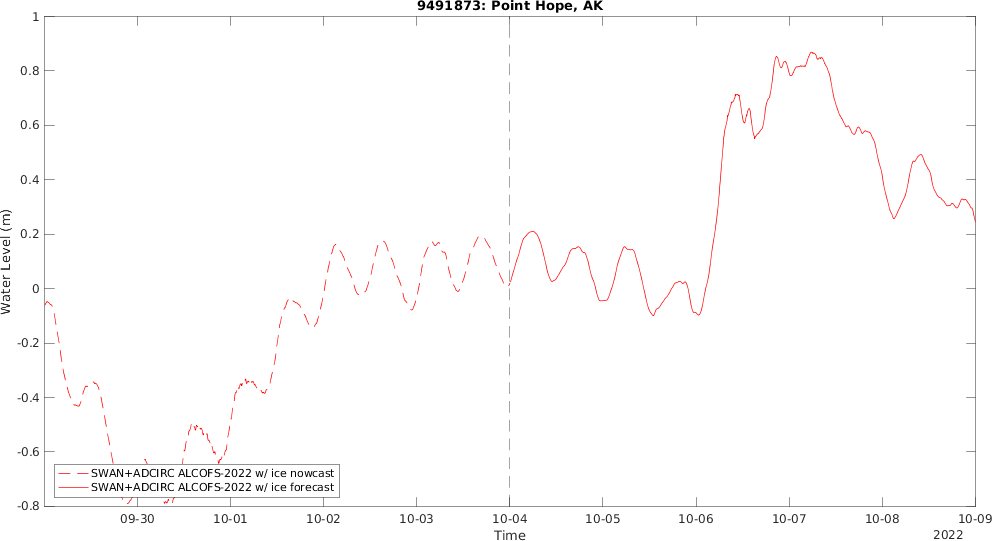 9491873: Point Hope, AK
1
0.8
0.6
0.4
0.2
0
-0.2
-0.4
-0.6
-0.8
Water Level (m)
SWAN+ADCIRC ALCOFS-2022 w/ ice nowcast
SWAN+ADCIRC ALCOFS-2022 w/ ice forecast
09-30 10-01 10-02 10-03 10-04 10-05 10-06 10-07 10-08 10-09
Time
2022